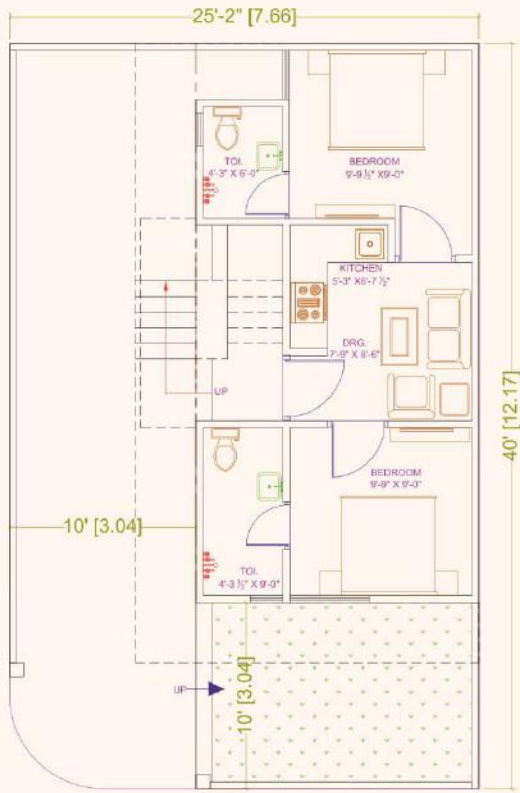 25'-2" [7.66]
TOI.
4'-3" X 6'-0"
BEDROOM
9'-9 ½" X9'-0"
KITCHEN
5'-3" X6'-7 ½"
DRG.
7'-9" X 8'-6"
UP
40' [12.17]
BEDROOM
9'-9" X 9'-0"
10' [3.04]
TOI.
4'-3 ½" X 9'-0"
UP
10' [3.04]